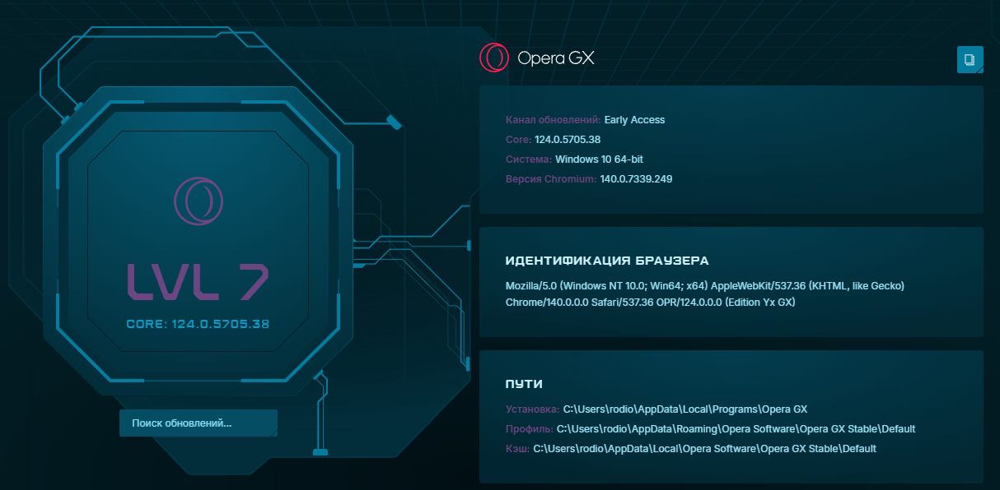 LVL 7
CORE: 124.0.5705.38
Поиск обновлений...
Opera GX
Канал обновлений: Early Access
Core: 124.0.5705.38
Система: Windows 10 64-bit
Версия Chromium: 140.0.7339.249
ИДЕНТИФИКАЦИЯ БРАУЗЕРА
Mozilla/5.0 (Windows NT 10.0; Win64; x64) AppleWebKit/537.36 (KHTML, like Gecko)
Chrome/140.0.0.0 Safari/537.36 OPR/124.0.0.0 (Edition Yx GX)
ПУТИ
Установка: C:\Users\rodio\AppData\Local\Programs\Opera GX
Профиль: C:\Users\rodio\AppData\Roaming\Opera Software\Opera GX Stable\Default
Кэш: C:\Users\rodio\AppData\Local\Opera Software\Opera GX Stable\Default